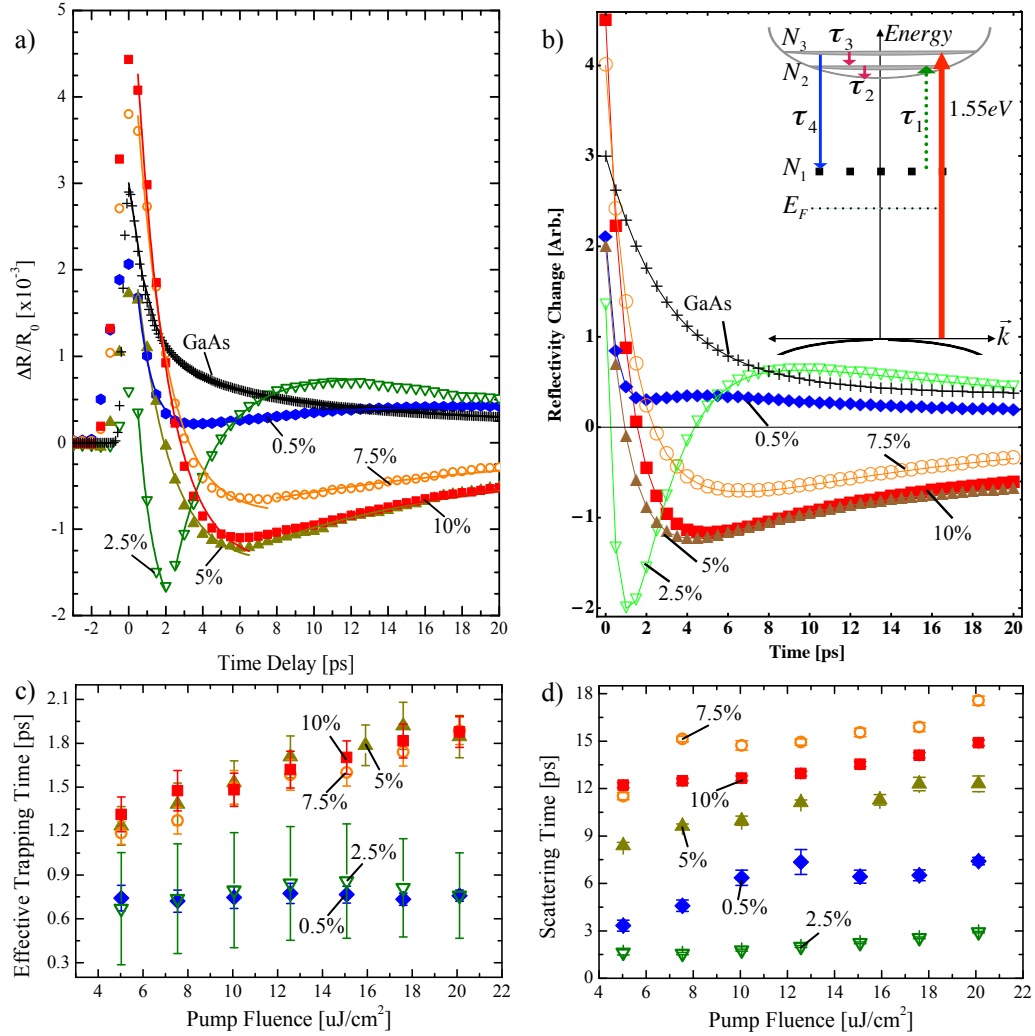 a)
ΔR/R₀ [x10⁻³]
5
4
3
2
1
0
-1
-2
GaAs
0.5%
7.5%
10%
2.5%
5%
-2 0 2 4 6 8 10 12 14 16 18 20
Time Delay [ps]
b)
Reflectivity Change [Arb.]
4
3
2
1
0
−1
−2
N₃
τ₃
Energy
N₂
τ₂
τ₄
τ₁
1.55eV
N₁
E_F
k⃗
GaAs
0.5%
7.5%
10%
5%
2.5%
0 2 4 6 8 10 12 14 16 18 20
Time [ps]
c)
Effective Trapping Time [ps]
2.1
1.8
1.5
1.2
0.9
0.6
0.3
10%
7.5%
5%
2.5%
0.5%
4 6 8 10 12 14 16 18 20 22
Pump Fluence [uJ/cm²]
d)
Scattering Time [ps]
18
15
12
9
6
3
0
7.5%
10%
5%
0.5%
2.5%
4 6 8 10 12 14 16 18 20 22
Pump Fluence [uJ/cm²]